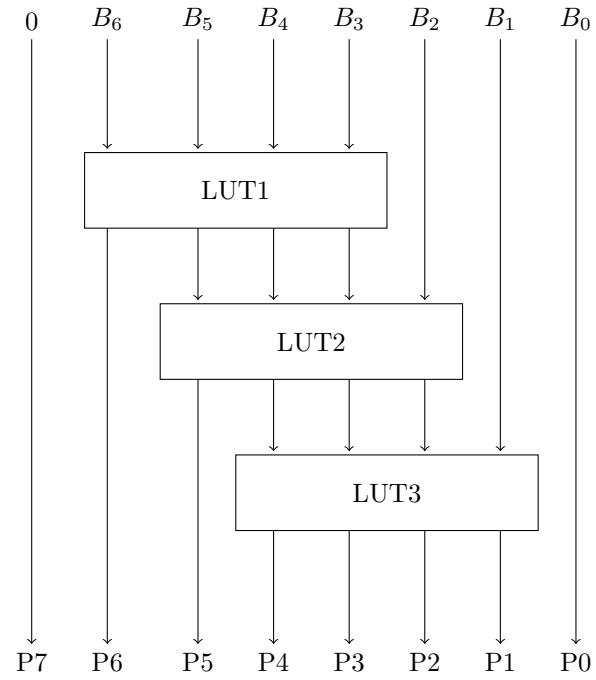 0 B₆ B₅ B₄ B₃ B₂ B₁ B₀
LUT1
LUT2
LUT3
P7 P6 P5 P4 P3 P2 P1 P0